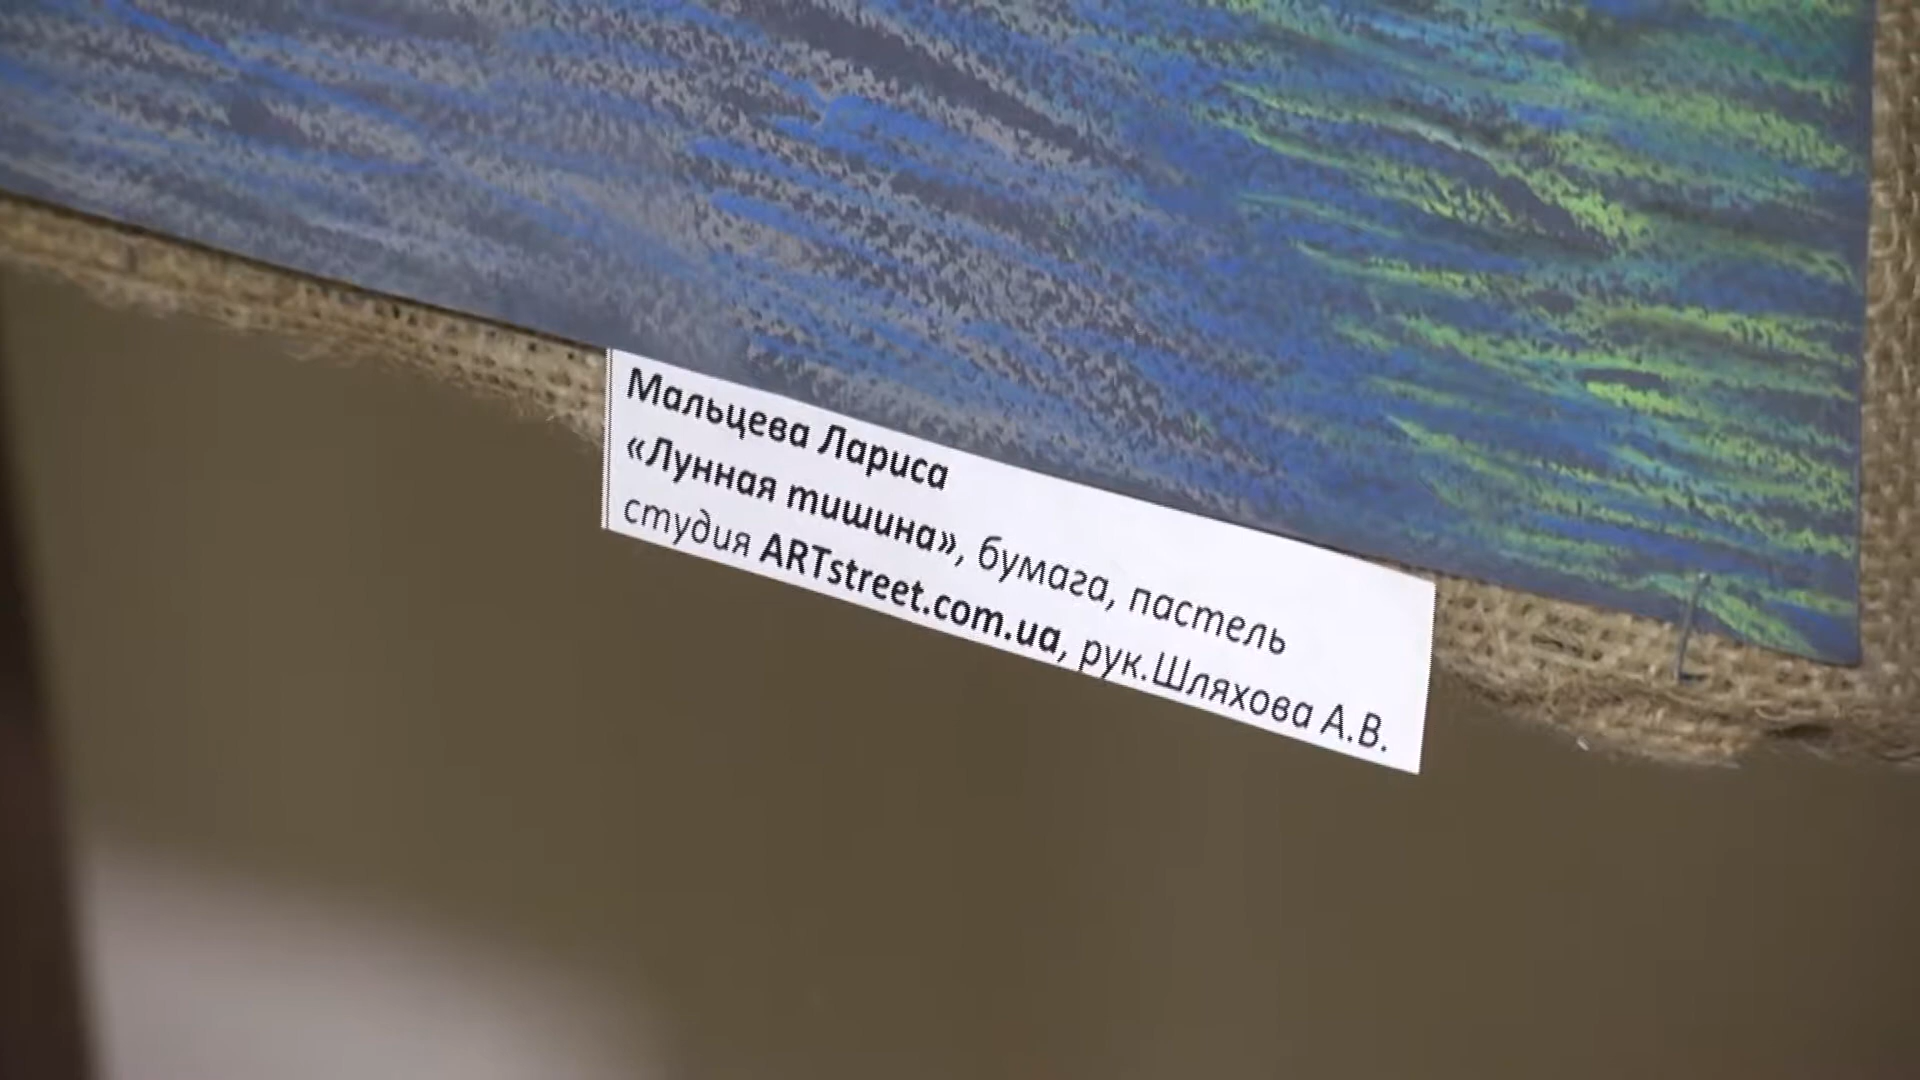 Мальцева Лариса
«Лунная тишина», бумага, пастель
студия ARTstreet.com.ua, рук.Шляхова А.В.